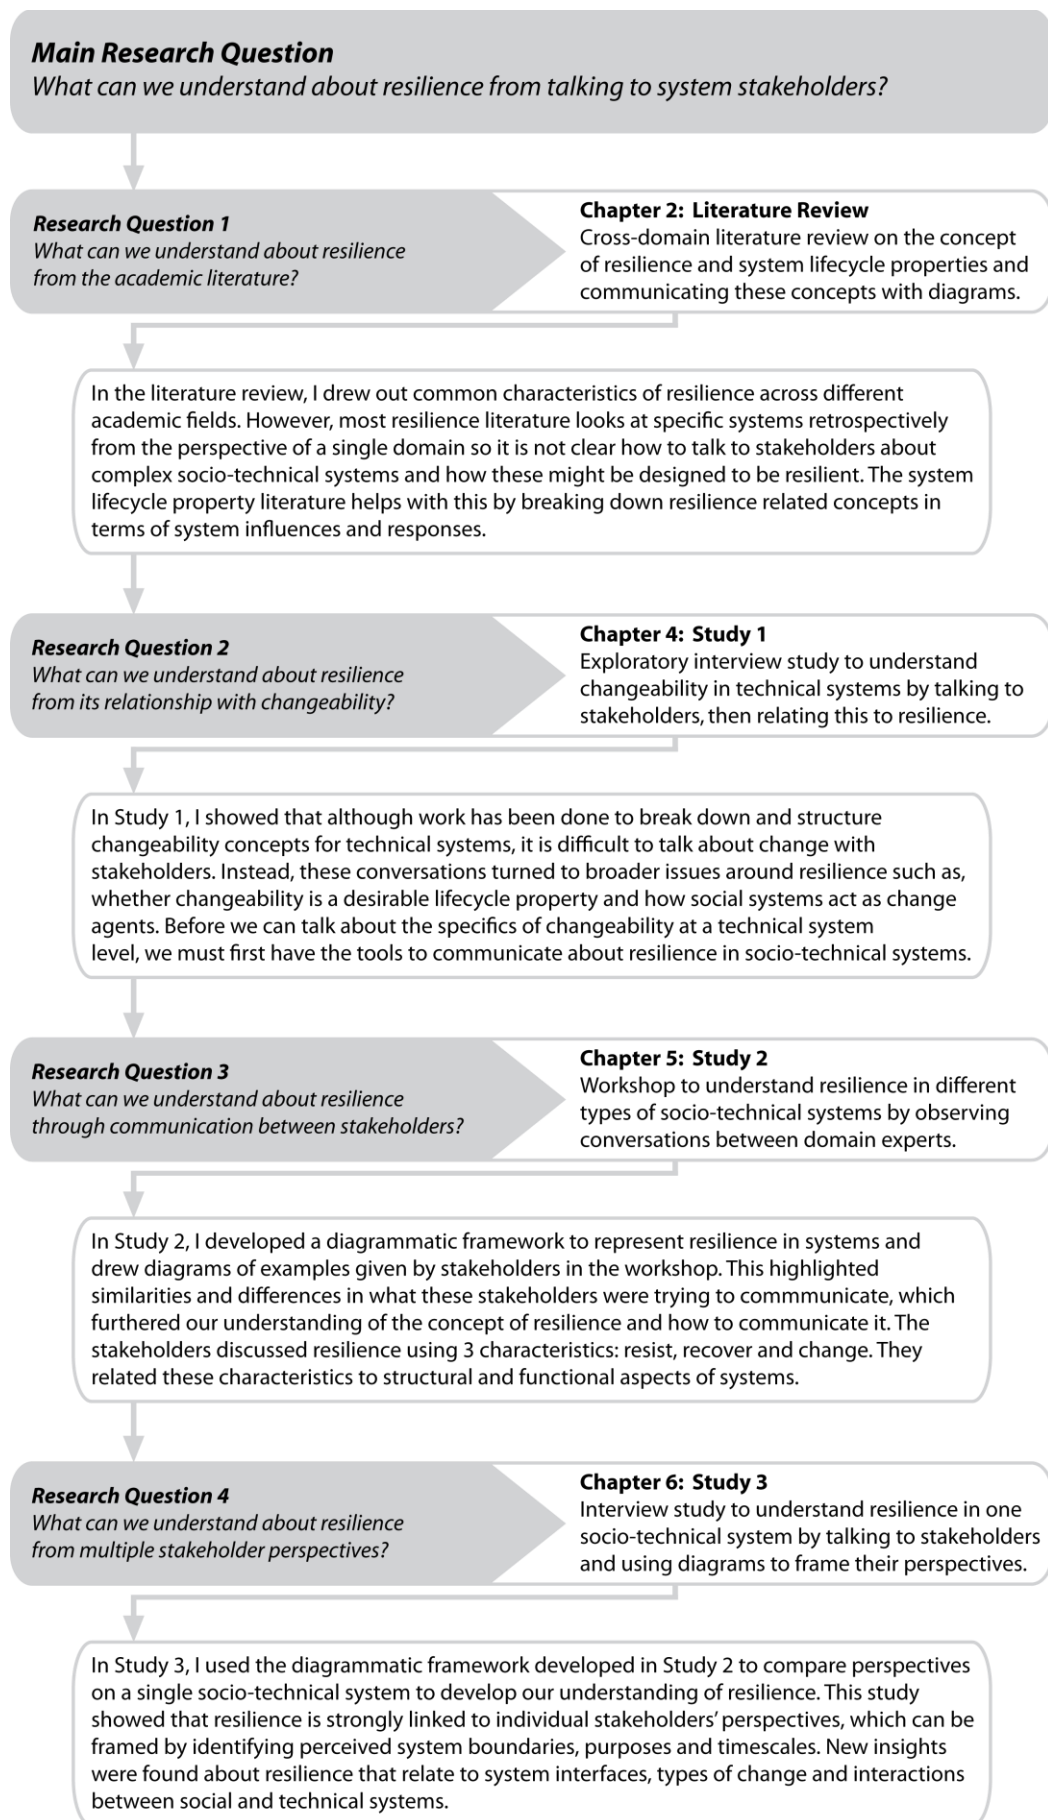 Main Research Question
What can we understand about resilience from talking to system stakeholders?
Research Question 1
What can we understand about resilience
from the academic literature?
Chapter 2: Literature Review
Cross-domain literature review on the concept
of resilience and system lifecycle properties and
communicating these concepts with diagrams.
In the literature review, I drew out common characteristics of resilience across different
academic fields. However, most resilience literature looks at specific systems retrospectively
from the perspective of a single domain so it is not clear how to talk to stakeholders about
complex socio-technical systems and how these might be designed to be resilient. The system
lifecycle property literature helps with this by breaking down resilience related concepts in
terms of system influences and responses.
Research Question 2
What can we understand about resilience
from its relationship with changeability?
Chapter 4: Study 1
Exploratory interview study to understand
changeability in technical systems by talking to
stakeholders, then relating this to resilience.
In Study 1, I showed that although work has been done to break down and structure
changeability concepts for technical systems, it is difficult to talk about change with
stakeholders. Instead, these conversations turned to broader issues around resilience such as,
whether changeability is a desirable lifecycle property and how social systems act as change
agents. Before we can talk about the specifics of changeability at a technical system
level, we must first have the tools to communicate about resilience in socio-technical systems.
Research Question 3
What can we understand about resilience
through communication between stakeholders?
Chapter 5: Study 2
Workshop to understand resilience in different
types of socio-technical systems by observing
conversations between domain experts.
In Study 2, I developed a diagrammatic framework to represent resilience in systems and
drew diagrams of examples given by stakeholders in the workshop. This highlighted
similarities and differences in what these stakeholders were trying to commmunicate, which
furthered our understanding of the concept of resilience and how to communicate it. The
stakeholders discussed resilience using 3 characteristics: resist, recover and change. They
related these characteristics to structural and functional aspects of systems.
Research Question 4
What can we understand about resilience
from multiple stakeholder perspectives?
Chapter 6: Study 3
Interview study to understand resilience in one
socio-technical system by talking to stakeholders
and using diagrams to frame their perspectives.
In Study 3, I used the diagrammatic framework developed in Study 2 to compare perspectives
on a single socio-technical system to develop our understanding of resilience. This study
showed that resilience is strongly linked to individual stakeholders' perspectives, which can be
framed by identifying perceived system boundaries, purposes and timescales. New insights
were found about resilience that relate to system interfaces, types of change and interactions
between social and technical systems.